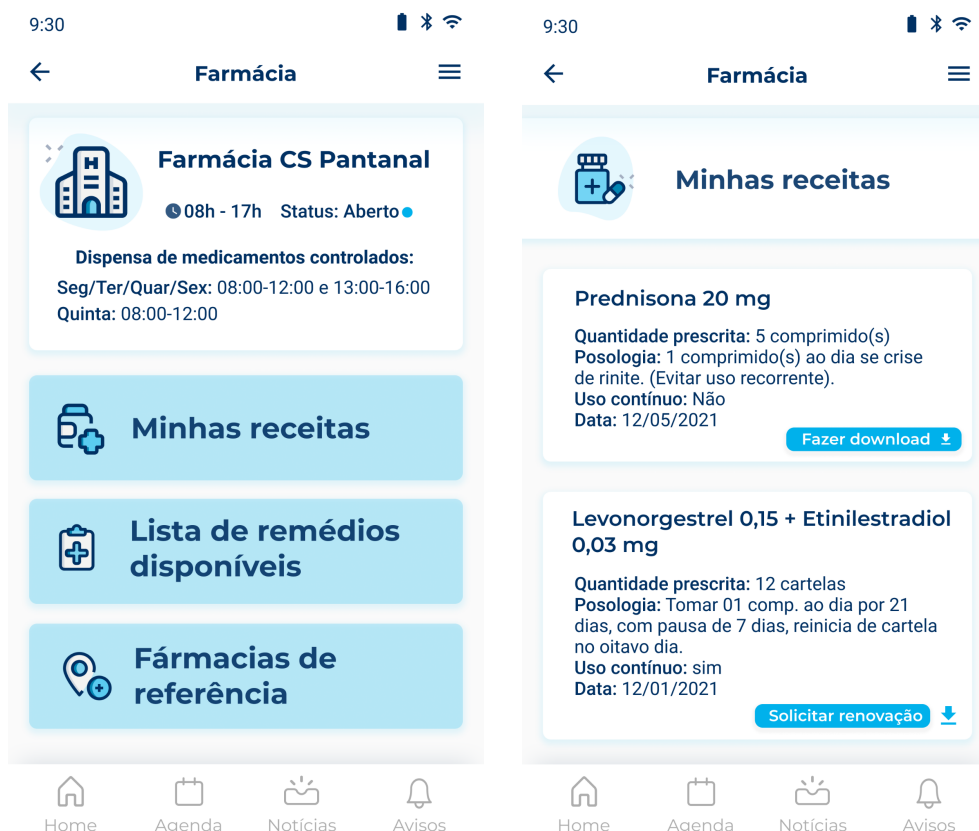 9:30
Farmácia
Farmácia CS Pantanal
08h - 17h Status: Aberto
Dispensa de medicamentos controlados:
Seg/Ter/Quar/Sex: 08:00-12:00 e 13:00-16:00
Quinta: 08:00-12:00
Minhas receitas
Lista de remédios
disponíveis
Fármacias de
referência
Home Agenda Notícias Avisos
9:30
Farmácia
Minhas receitas
Prednisona 20 mg
Quantidade prescrita: 5 comprimido(s)
Posologia: 1 comprimido(s) ao dia se crise
de rinite. (Evitar uso recorrente).
Uso contínuo: Não
Data: 12/05/2021
Fazer download
Levonorgestrel 0,15 + Etinilestradiol
0,03 mg
Quantidade prescrita: 12 cartelas
Posologia: Tomar 01 comp. ao dia por 21
dias, com pausa de 7 dias, reinicia de cartela
no oitavo dia.
Uso contínuo: sim
Data: 12/01/2021
Solicitar renovação
Home Agenda Notícias Avisos